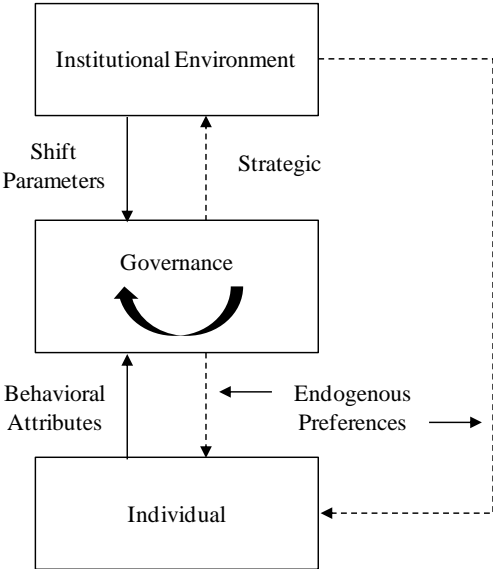 Institutional Environment
Shift
Parameters
Strategic
Governance
Behavioral
Attributes
Endogenous
Preferences
Individual